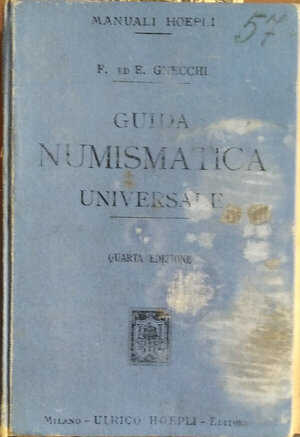 MANUALI HOEPLI
57
F. ED E. GNECCHI
GUIDA
NUMISMATICA
UNIVERSALE
QUARTA EDIZIONE
MILANO - ULRICO HOEPLI - EDITORE